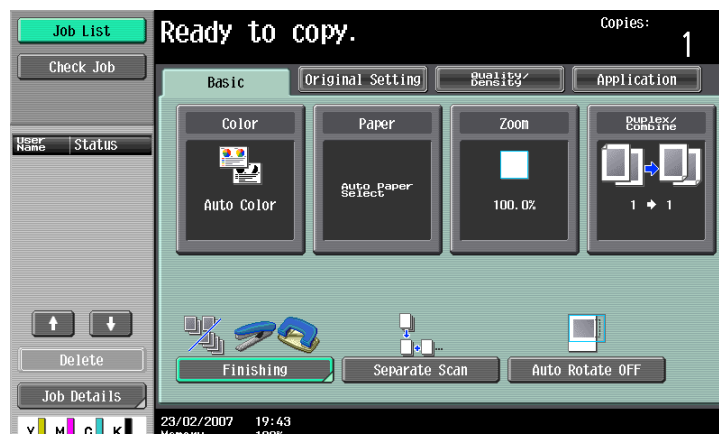 Job List
Check Job
User Name
Status
Delete
Job Details
Y M C K
Ready to copy.
Copies:
1
Basic
Original Setting
Quality/
Density
Application
Color
Auto Color
Paper
Auto Paper
Select
Zoom
100.0%
Duplex/
Combine
1 → 1
Finishing
Separate Scan
Auto Rotate OFF
23/02/2007 19:43
Memory 100%